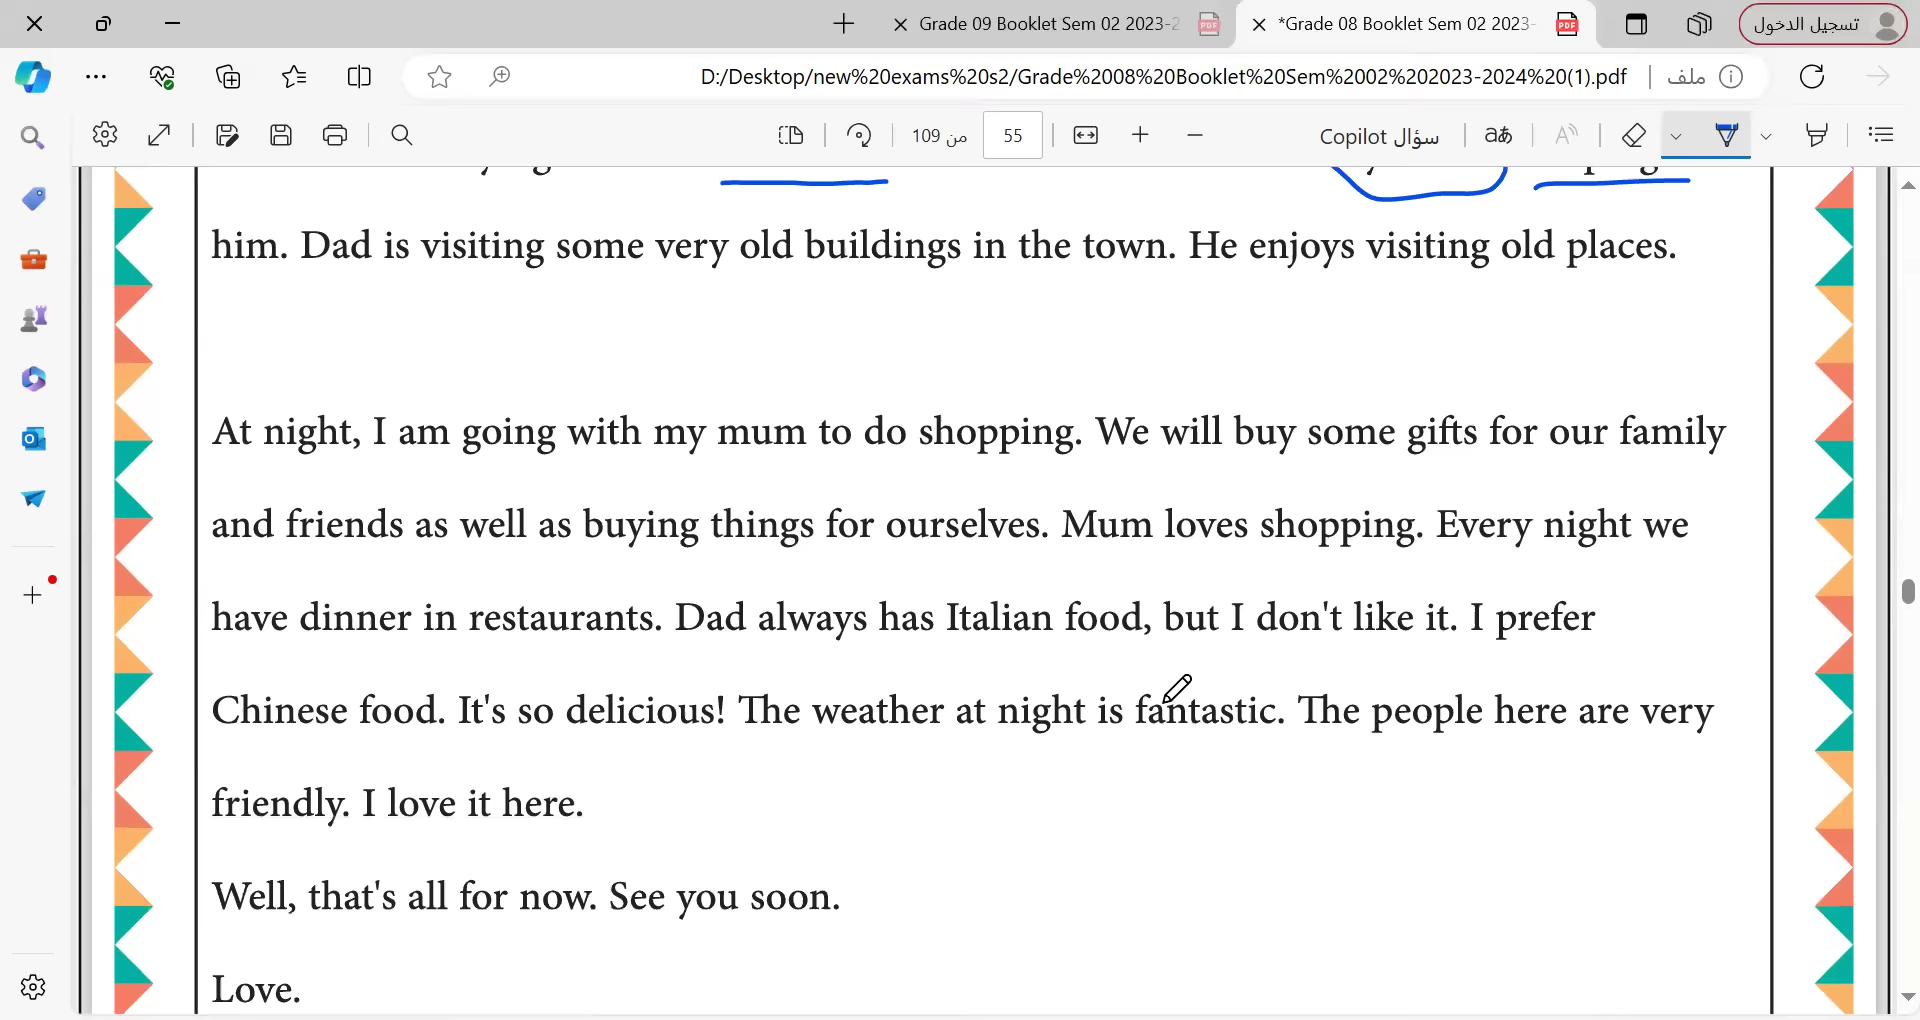 Grade 09 Booklet Sem 02 2023-2
*Grade 08 Booklet Sem 02 2023-
تسجيل الدخول
D:/Desktop/new%20exams%20s2/Grade%2008%20Booklet%20Sem%2002%202023-2024%20(1).pdf
ملف
109 من
55
سؤال Copilot
him. Dad is visiting some very old buildings in the town. He enjoys visiting old places.
At night, I am going with my mum to do shopping. We will buy some gifts for our family
and friends as well as buying things for ourselves. Mum loves shopping. Every night we
have dinner in restaurants. Dad always has Italian food, but I don't like it. I prefer
Chinese food. It's so delicious! The weather at night is fantastic. The people here are very
friendly. I love it here.
Well, that's all for now. See you soon.
Love.